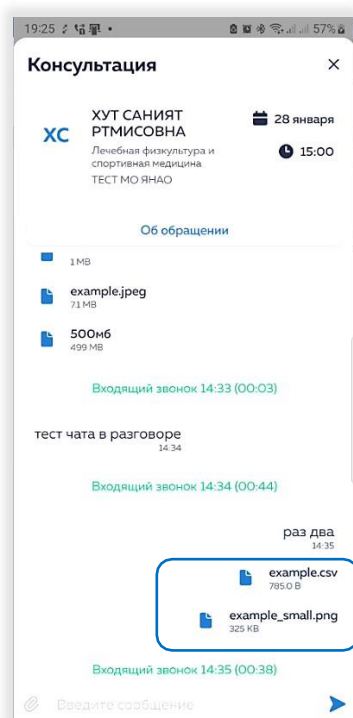 19:25
57%
Консультация
ХС
ХУТ САНИЯТ
РТМИСОВНА
Лечебная физкультура и
спортивная медицина
ТЕСТ МО ЯНАО
28 января
15:00
Об обращении
1 MB
example.jpeg
7.1 MB
500мб
499 MB
Входящий звонок 14:33 (00:03)
тест чата в разговоре
14:34
Входящий звонок 14:34 (00:44)
раз два
14:35
example.csv
785.0 B
example_small.png
325 KB
Входящий звонок 14:35 (00:38)
Введите сообщение